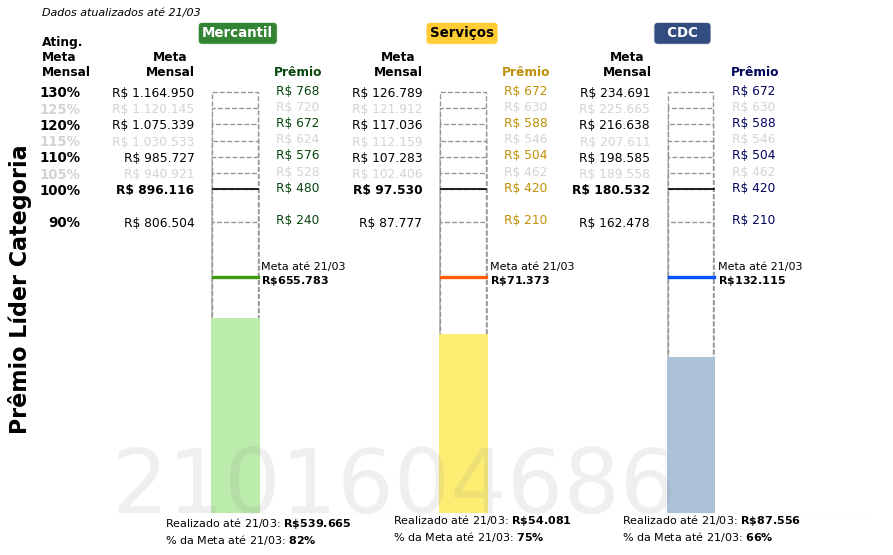 Dados atualizados até 21/03
Mercantil Serviços CDC
Ating.
Meta Meta Meta Meta
Mensal Mensal Prêmio Mensal Prêmio Mensal Prêmio
130% R$ 1.164.950 R$ 768 R$ 126.789 R$ 672 R$ 234.691 R$ 672
125% R$ 1.120.145 R$ 720 R$ 121.912 R$ 630 R$ 225.665 R$ 630
120% R$ 1.075.339 R$ 672 R$ 117.036 R$ 588 R$ 216.638 R$ 588
115% R$ 1.030.533 R$ 624 R$ 112.159 R$ 546 R$ 207.611 R$ 546
110% R$ 985.727 R$ 576 R$ 107.283 R$ 504 R$ 198.585 R$ 504
105% R$ 940.921 R$ 528 R$ 102.406 R$ 462 R$ 189.558 R$ 462
100% R$ 896.116 R$ 480 R$ 97.530 R$ 420 R$ 180.532 R$ 420
90% R$ 806.504 R$ 240 R$ 87.777 R$ 210 R$ 162.478 R$ 210
Prêmio Líder Categoria
Meta até 21/03 Meta até 21/03 Meta até 21/03
R$655.783 R$71.373 R$132.115
2101604686
Realizado até 21/03: R$539.665 Realizado até 21/03: R$54.081 Realizado até 21/03: R$87.556
% da Meta até 21/03: 82% % da Meta até 21/03: 75% % da Meta até 21/03: 66%